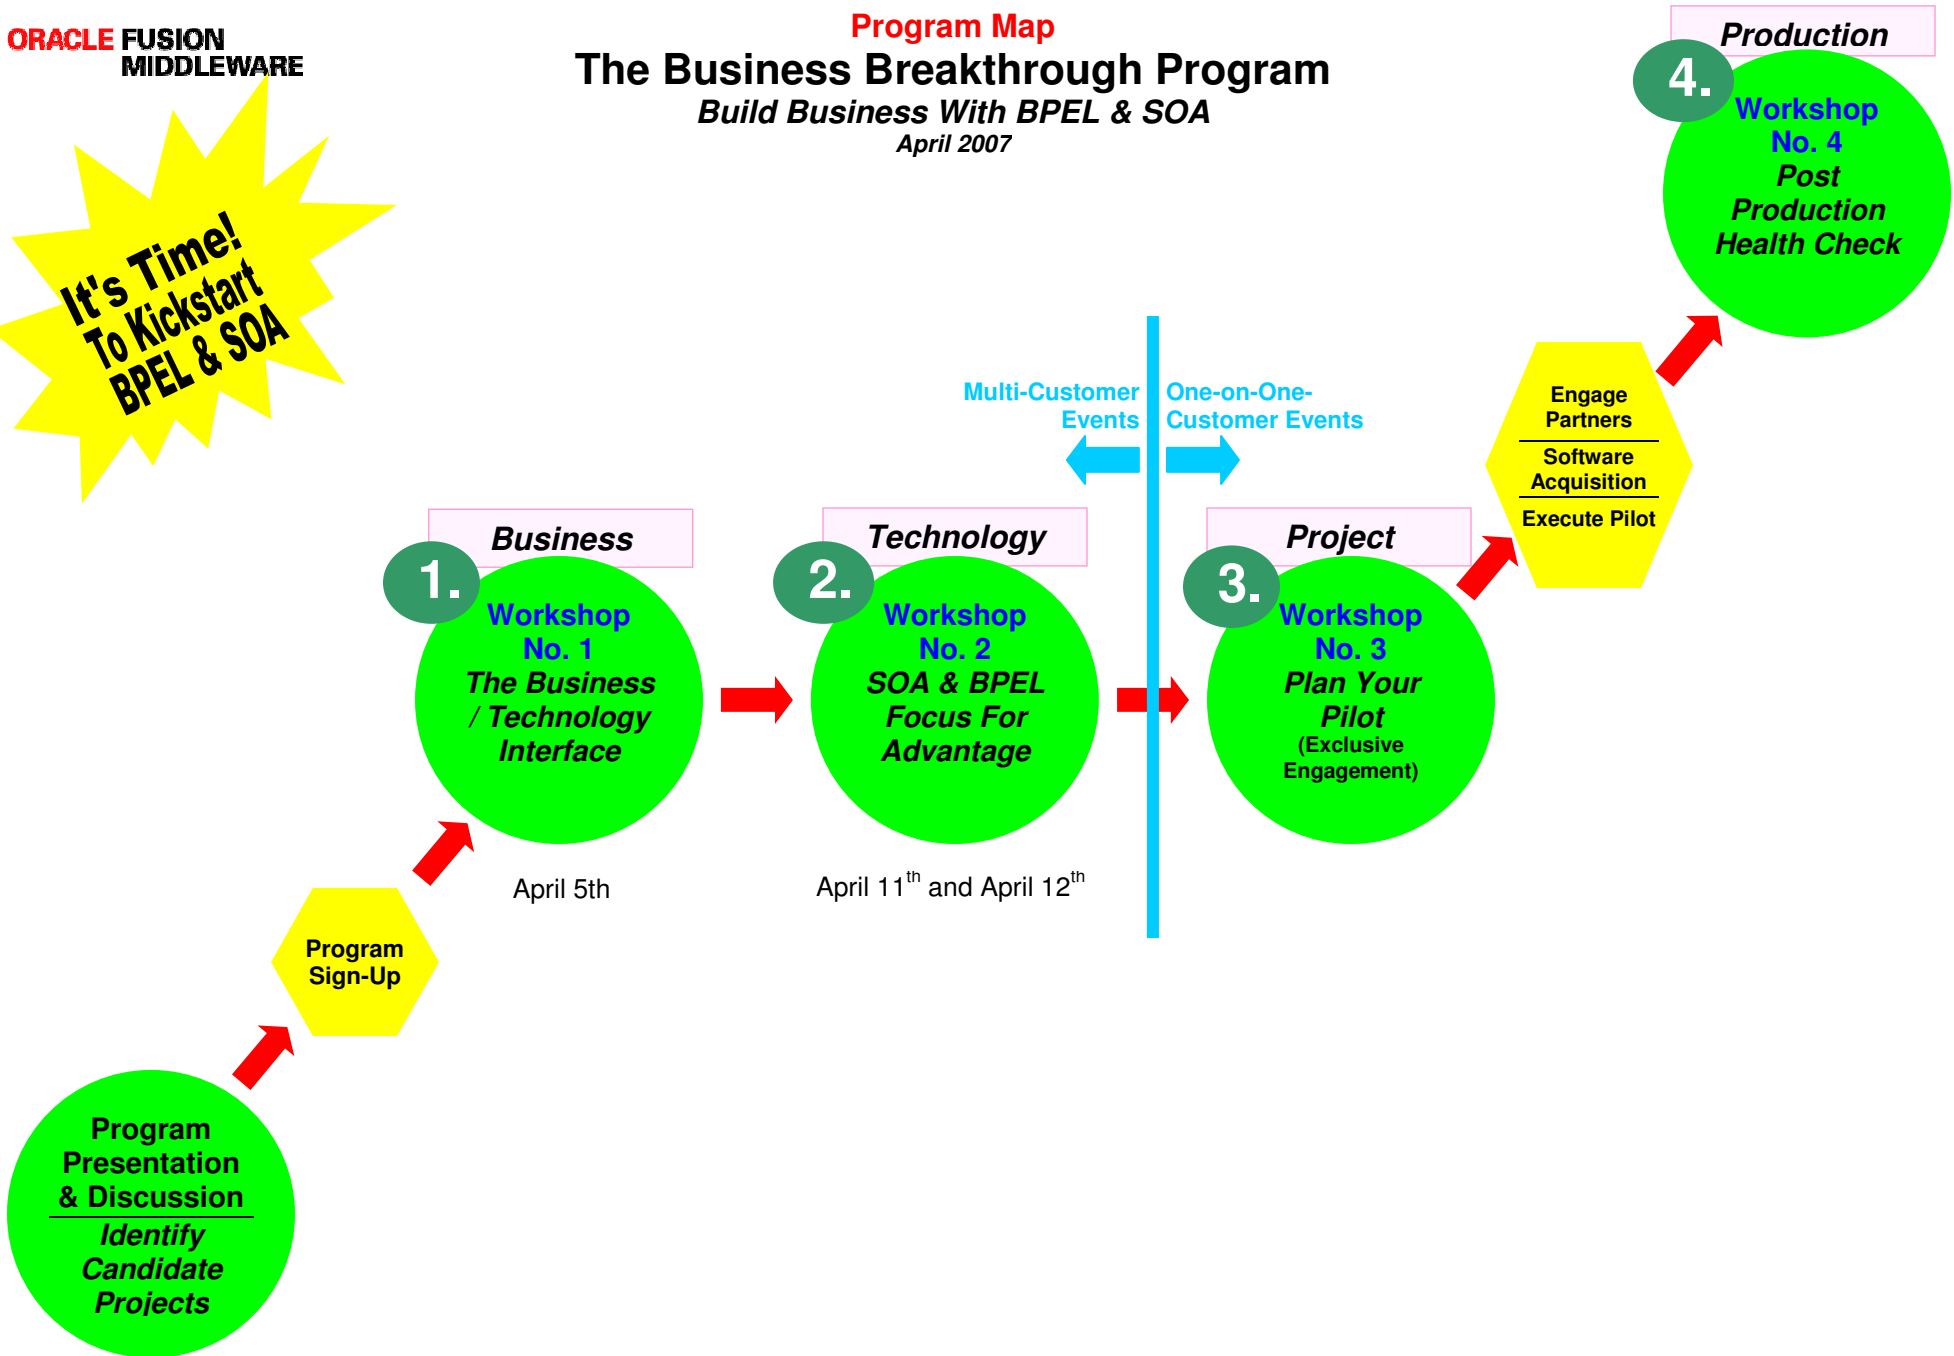 ORACLE FUSION
MIDDLEWARE
Program Map
The Business Breakthrough Program
Build Business With BPEL & SOA
April 2007
It's Time!
To Kickstart
BPEL & SOA
Production
4.
Workshop
No. 4
Post
Production
Health Check
Multi-Customer
Events
One-on-One-
Customer Events
Engage
Partners
Software
Acquisition
Execute Pilot
Business
1.
Workshop
No. 1
The Business
/ Technology
Interface
April 5th
Technology
2.
Workshop
No. 2
SOA & BPEL
Focus For
Advantage
April 11th and April 12th
Project
3.
Workshop
No. 3
Plan Your
Pilot
(Exclusive
Engagement)
Program
Sign-Up
Program
Presentation
& Discussion
Identify
Candidate
Projects